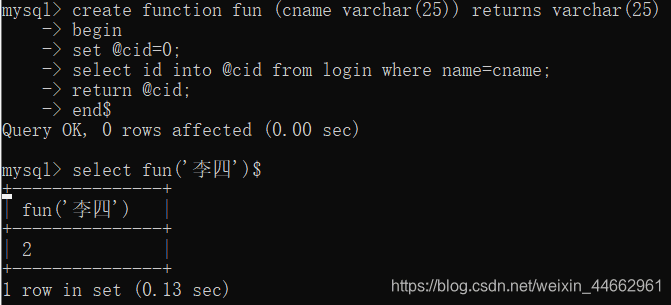 mysql> create function fun (cname varchar(25)) returns varchar(25)
    -> begin
    -> set @cid=0;
    -> select id into @cid from login where name=cname;
    -> return @cid;
    -> end$
Query OK, 0 rows affected (0.00 sec)
mysql> select fun('李四')$
+---------------+
| fun('李四')   |
+---------------+
| 2             |
+---------------+
1 row in set (0.13 sec)
https://blog.csdn.net/weixin_44662961